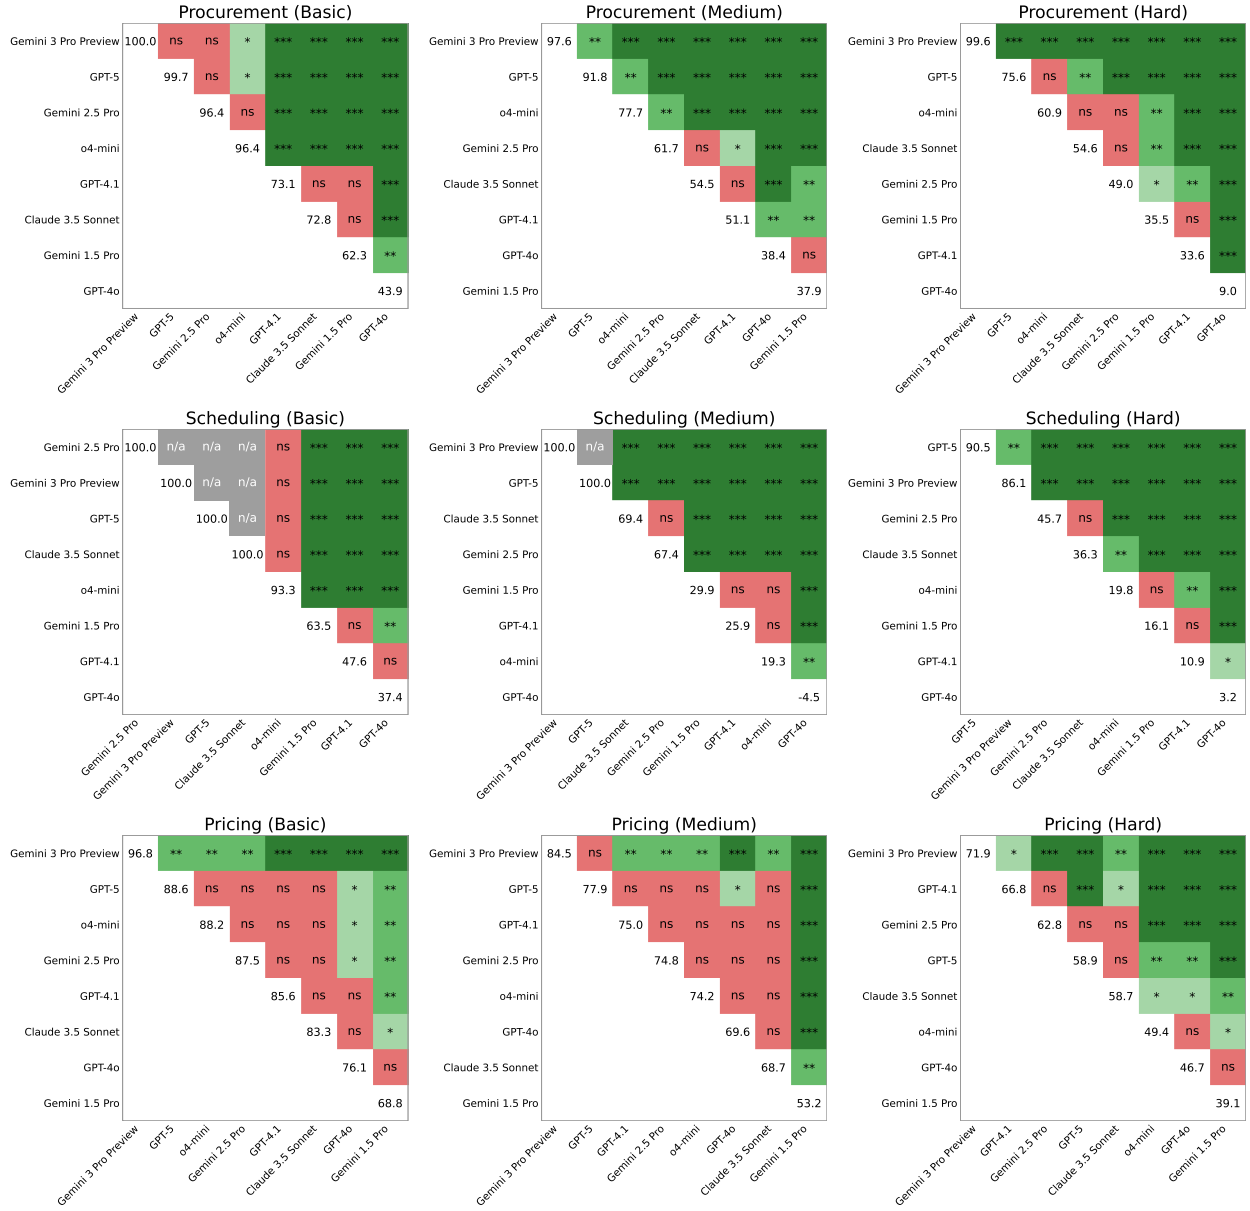 Procurement (Basic)
Gemini 3 Pro Preview 100.0 ns ns * *** *** *** ***
GPT-5 99.7 ns * *** *** *** ***
Gemini 2.5 Pro 96.4 ns *** *** *** ***
o4-mini 96.4 *** *** *** ***
GPT-4.1 73.1 ns ns ***
Claude 3.5 Sonnet 72.8 ns ***
Gemini 1.5 Pro 62.3 **
GPT-4o 43.9
Gemini 3 Pro Preview GPT-5 Gemini 2.5 Pro o4-mini GPT-4.1 Claude 3.5 Sonnet Gemini 1.5 Pro GPT-4o
Procurement (Medium)
Gemini 3 Pro Preview 97.6 ** *** *** *** *** *** ***
GPT-5 91.8 ** *** *** *** *** ***
o4-mini 77.7 ** *** *** *** ***
Gemini 2.5 Pro 61.7 ns * *** ***
Claude 3.5 Sonnet 54.5 ns *** **
GPT-4.1 51.1 ** **
GPT-4o 38.4 ns
Gemini 1.5 Pro 37.9
Gemini 3 Pro Preview GPT-5 o4-mini Gemini 2.5 Pro Claude 3.5 Sonnet GPT-4.1 GPT-4o Gemini 1.5 Pro
Procurement (Hard)
Gemini 3 Pro Preview 99.6 *** *** *** *** *** *** ***
GPT-5 75.6 ns ** *** *** *** ***
o4-mini 60.9 ns ns ** *** ***
Claude 3.5 Sonnet 54.6 ns ** *** ***
Gemini 2.5 Pro 49.0 * ** ***
Gemini 1.5 Pro 35.5 ns ***
GPT-4.1 33.6 ***
GPT-4o 9.0
Gemini 3 Pro Preview GPT-5 o4-mini Claude 3.5 Sonnet Gemini 2.5 Pro Gemini 1.5 Pro GPT-4.1 GPT-4o
Scheduling (Basic)
Gemini 2.5 Pro 100.0 n/a n/a n/a ns *** *** ***
Gemini 3 Pro Preview 100.0 n/a n/a ns *** *** ***
GPT-5 100.0 n/a ns *** *** ***
Claude 3.5 Sonnet 100.0 ns *** *** ***
o4-mini 93.3 *** *** ***
Gemini 1.5 Pro 63.5 ns **
GPT-4.1 47.6 ns
GPT-4o 37.4
Gemini 2.5 Pro Gemini 3 Pro Preview GPT-5 Claude 3.5 Sonnet o4-mini Gemini 1.5 Pro GPT-4.1 GPT-4o
Scheduling (Medium)
Gemini 3 Pro Preview 100.0 n/a *** *** *** *** *** ***
GPT-5 100.0 *** *** *** *** *** ***
Claude 3.5 Sonnet 69.4 ns *** *** *** ***
Gemini 2.5 Pro 67.4 *** *** *** ***
Gemini 1.5 Pro 29.9 ns ns ***
GPT-4.1 25.9 ns ***
o4-mini 19.3 **
GPT-4o -4.5
Gemini 3 Pro Preview GPT-5 Claude 3.5 Sonnet Gemini 2.5 Pro Gemini 1.5 Pro GPT-4.1 o4-mini GPT-4o
Scheduling (Hard)
GPT-5 90.5 ** *** *** *** *** *** ***
Gemini 3 Pro Preview 86.1 *** *** *** *** *** ***
Gemini 2.5 Pro 45.7 ns *** *** *** ***
Claude 3.5 Sonnet 36.3 ** *** *** ***
o4-mini 19.8 ns ** ***
Gemini 1.5 Pro 16.1 ns ***
GPT-4.1 10.9 *
GPT-4o 3.2
GPT-5 Gemini 3 Pro Preview Gemini 2.5 Pro Claude 3.5 Sonnet o4-mini Gemini 1.5 Pro GPT-4.1 GPT-4o
Pricing (Basic)
Gemini 3 Pro Preview 96.8 ** ** ** *** *** *** ***
GPT-5 88.6 ns ns ns ns * **
o4-mini 88.2 ns ns ns * **
Gemini 2.5 Pro 87.5 ns ns * **
GPT-4.1 85.6 ns ns **
Claude 3.5 Sonnet 83.3 ns *
GPT-4o 76.1 ns
Gemini 1.5 Pro 68.8
Gemini 3 Pro Preview GPT-5 o4-mini Gemini 2.5 Pro GPT-4.1 Claude 3.5 Sonnet GPT-4o Gemini 1.5 Pro
Pricing (Medium)
Gemini 3 Pro Preview 84.5 ns ** ** ** *** ** ***
GPT-5 77.9 ns ns ns * ns ***
GPT-4.1 75.0 ns ns ns ns ***
Gemini 2.5 Pro 74.8 ns ns ns ***
o4-mini 74.2 ns ns ***
GPT-4o 69.6 ns ***
Claude 3.5 Sonnet 68.7 **
Gemini 1.5 Pro 53.2
Gemini 3 Pro Preview GPT-5 GPT-4.1 Gemini 2.5 Pro o4-mini GPT-4o Claude 3.5 Sonnet Gemini 1.5 Pro
Pricing (Hard)
Gemini 3 Pro Preview 71.9 * *** *** ** *** *** ***
GPT-4.1 66.8 ns *** * *** *** ***
Gemini 2.5 Pro 62.8 ns ns *** *** ***
GPT-5 58.9 ns ** ** ***
Claude 3.5 Sonnet 58.7 * * **
o4-mini 49.4 ns *
GPT-4o 46.7 ns
Gemini 1.5 Pro 39.1
Gemini 3 Pro Preview GPT-4.1 Gemini 2.5 Pro GPT-5 Claude 3.5 Sonnet o4-mini GPT-4o Gemini 1.5 Pro